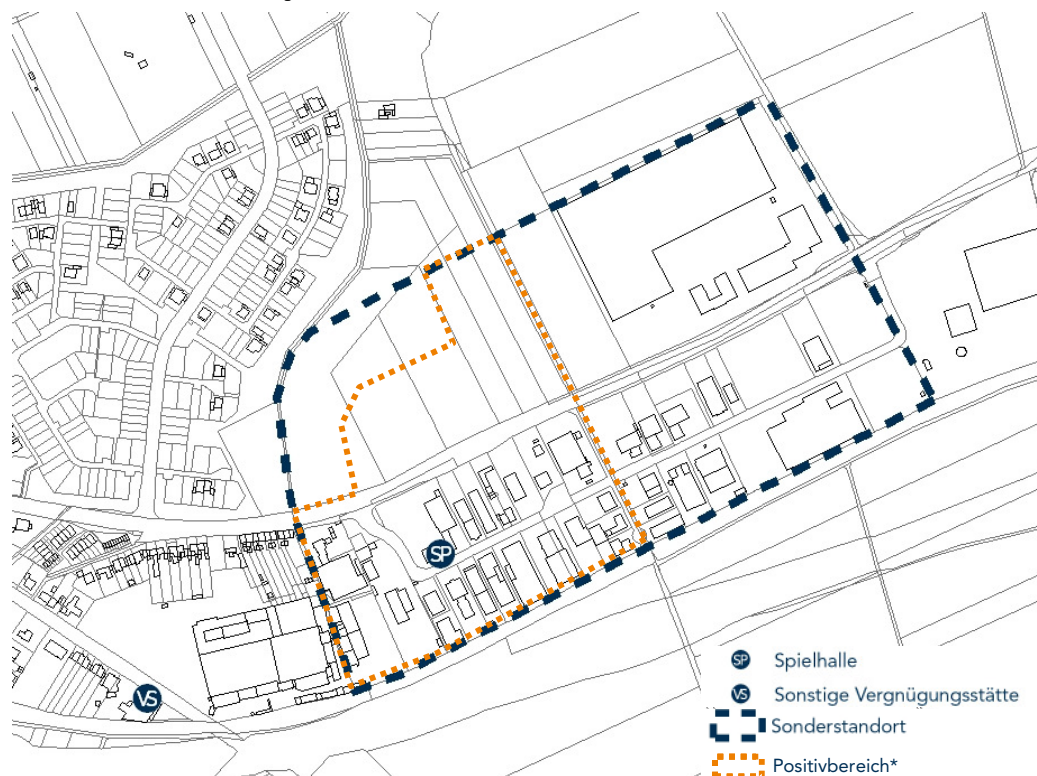 SP
VS
SP Spielhalle
VS Sonstige Vergnügungsstätte
Sonderstandort
Positivbereich*